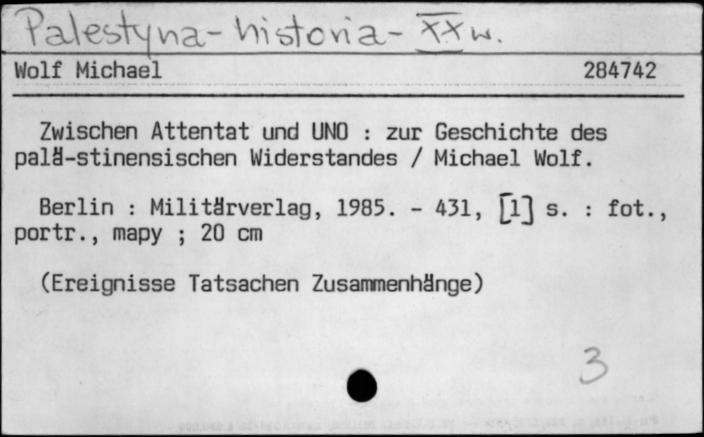 Palestyna - historia - XX w.
Wolf Michael 284742
Zwischen Attentat und UNO : zur Geschichte des
palä-stinensischen Widerstandes / Michael Wolf.
Berlin : Militärverlag, 1985. - 431, [1] s. : fot.,
portr., mapy ; 20 cm
(Ereignisse Tatsachen Zusammenhänge)
3